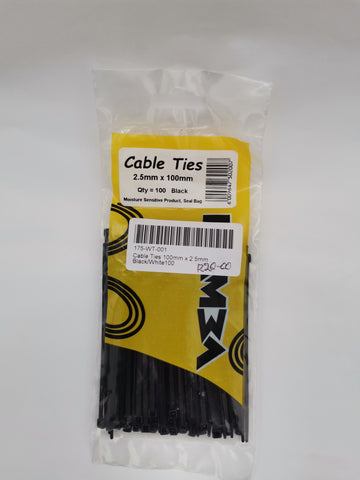 Cable Ties
2.5mm x 100mm
Qty = 100 Black
Moisture Sensitive Product, Seal Bag
175-WT-001
Cable Ties 100mm x 2.5mm
Black/White100
R20-00